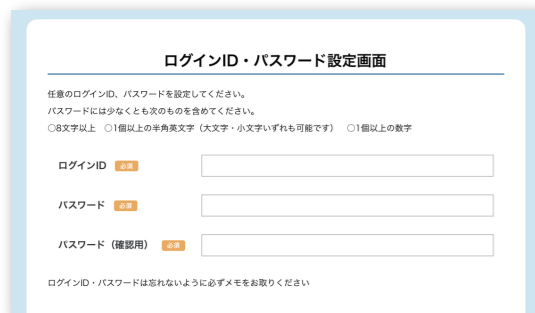 ログインID・パスワード設定画面
任意のログインID、パスワードを設定してください。
パスワードには少なくとも次のものを含めてください。
○8文字以上 ○1個以上の半角英文字（大文字・小文字いずれも可能です） ○1個以上の数字
ログインID 必須
パスワード 必須
パスワード（確認用） 必須
ログインID・パスワードは忘れないように必ずメモをお取りください